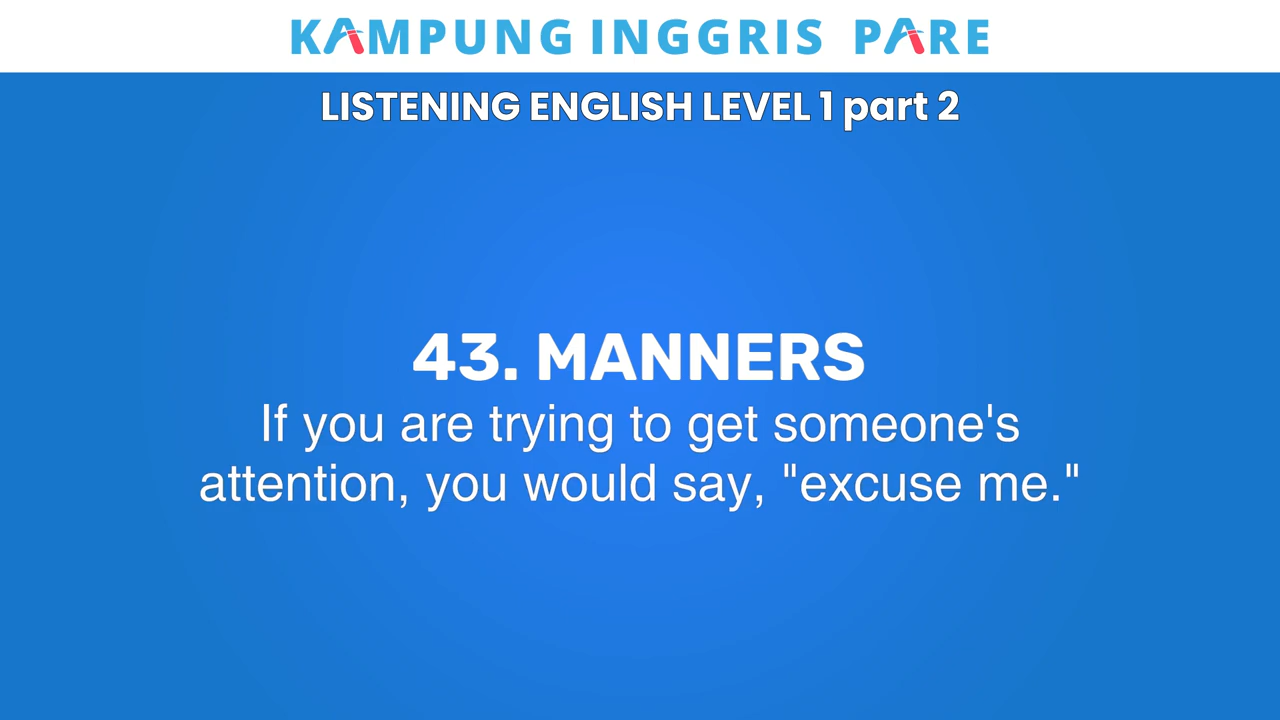 KAMPUNG INGGRIS PARE
LISTENING ENGLISH LEVEL 1 part 2
43. MANNERS
If you are trying to get someone's
attention, you would say, "excuse me."